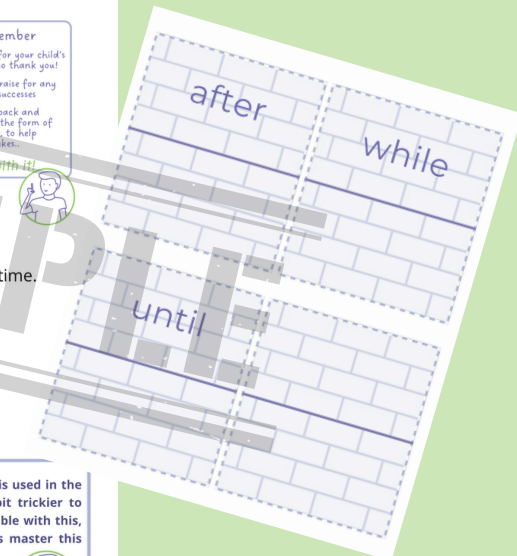 ember
for your child's
o thank you!
raise for any
successes
back and
the form of
, to help
kes..
with it!
time.
is used in the
bit trickier to
ble with this,
s master this
after
while
until